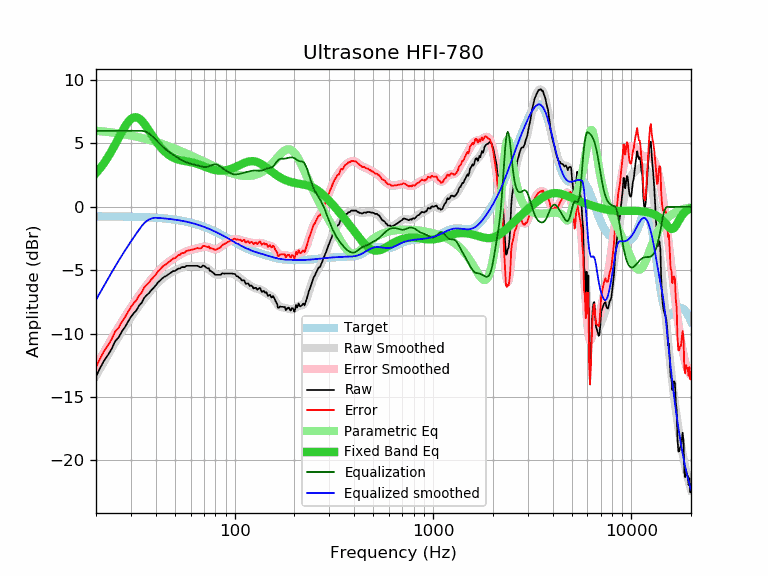 Ultrasone HFI-780
Amplitude (dBr)
10
5
0
−5
−10
−15
−20
Target
Raw Smoothed
Error Smoothed
Raw
Error
Parametric Eq
Fixed Band Eq
Equalization
Equalized smoothed
100
1000
10000
Frequency (Hz)